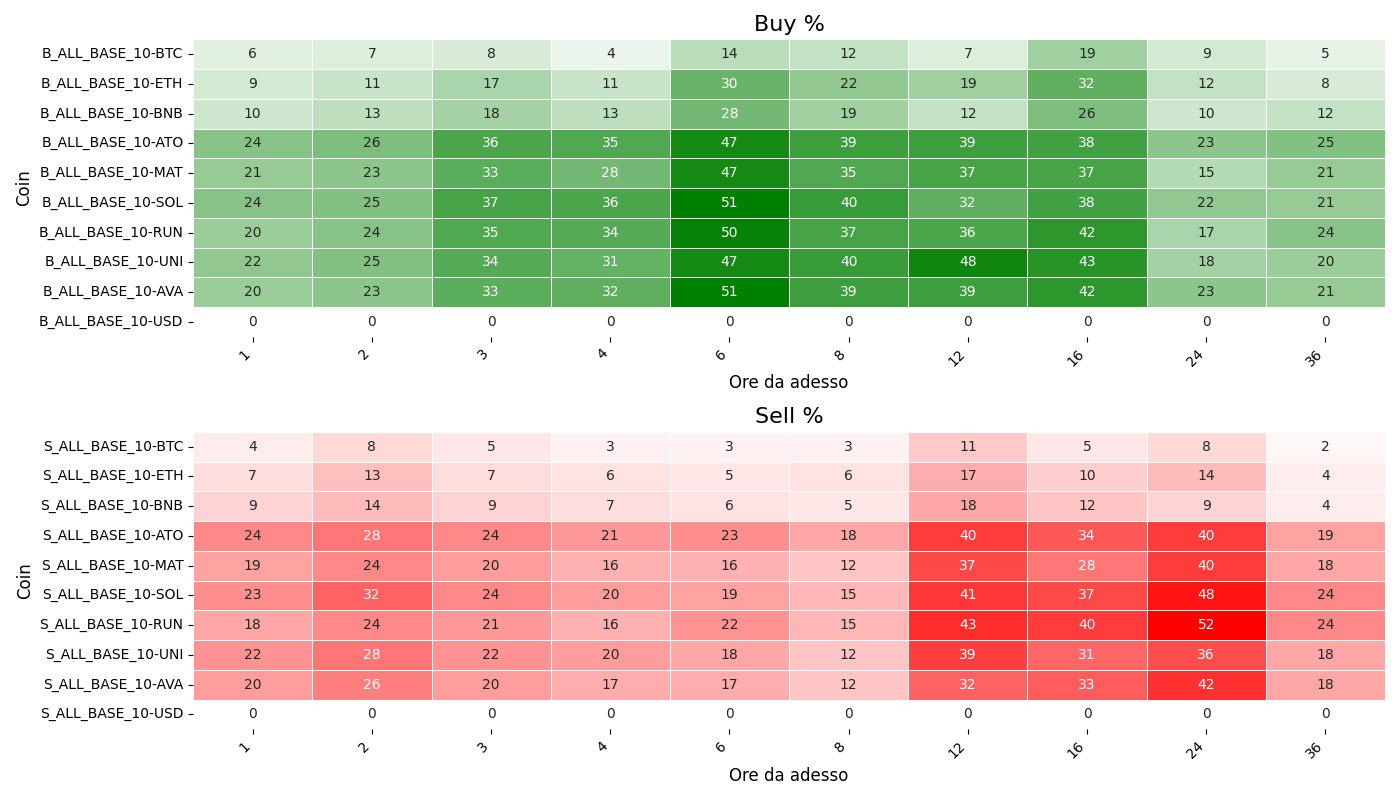 Buy %
Coin
B_ALL_BASE_10-BTC 6 7 8 4 14 12 7 19 9 5
B_ALL_BASE_10-ETH 9 11 17 11 30 22 19 32 12 8
B_ALL_BASE_10-BNB 10 13 18 13 28 19 12 26 10 12
B_ALL_BASE_10-ATO 24 26 36 35 47 39 39 38 23 25
B_ALL_BASE_10-MAT 21 23 33 28 47 35 37 37 15 21
B_ALL_BASE_10-SOL 24 25 37 36 51 40 32 38 22 21
B_ALL_BASE_10-RUN 20 24 35 34 50 37 36 42 17 24
B_ALL_BASE_10-UNI 22 25 34 31 47 40 48 43 18 20
B_ALL_BASE_10-AVA 20 23 33 32 51 39 39 42 23 21
B_ALL_BASE_10-USD 0 0 0 0 0 0 0 0 0 0
1 2 3 4 6 8 12 16 24 36
Ore da adesso
Sell %
Coin
S_ALL_BASE_10-BTC 4 8 5 3 3 3 11 5 8 2
S_ALL_BASE_10-ETH 7 13 7 6 5 6 17 10 14 4
S_ALL_BASE_10-BNB 9 14 9 7 6 5 18 12 9 4
S_ALL_BASE_10-ATO 24 28 24 21 23 18 40 34 40 19
S_ALL_BASE_10-MAT 19 24 20 16 16 12 37 28 40 18
S_ALL_BASE_10-SOL 23 32 24 20 19 15 41 37 48 24
S_ALL_BASE_10-RUN 18 24 21 16 22 15 43 40 52 24
S_ALL_BASE_10-UNI 22 28 22 20 18 12 39 31 36 18
S_ALL_BASE_10-AVA 20 26 20 17 17 12 32 33 42 18
S_ALL_BASE_10-USD 0 0 0 0 0 0 0 0 0 0
1 2 3 4 6 8 12 16 24 36
Ore da adesso